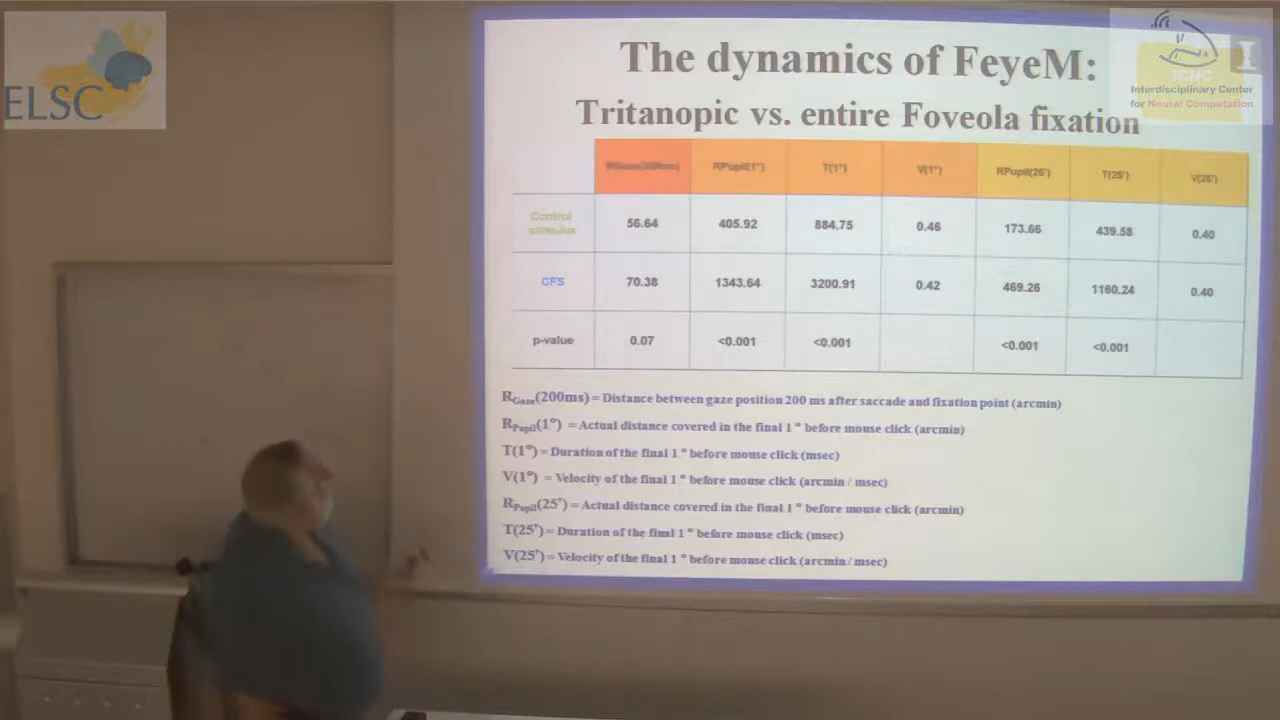 ELSC
Interdisciplinary Center
for Neural Computation
The dynamics of FeyeM:
Tritanopic vs. entire Foveola fixation
RPupil(1°) T(1°) V(1°) RPupil(25') T(25') V(25')
Control stimulus 56.64 405.92 884.75 0.46 173.66 439.58 0.40
CFS 70.38 1343.64 3200.91 0.42 469.26 1160.24 0.40
p-value 0.07 <0.001 <0.001 <0.001 <0.001
RGaze(200ms) = Distance between gaze position 200 ms after saccade and fixation point (arcmin)
RPupil(1°) = Actual distance covered in the final 1 ° before mouse click (arcmin)
T(1°) = Duration of the final 1 ° before mouse click (msec)
V(1°) = Velocity of the final 1 ° before mouse click (arcmin / msec)
RPupil(25') = Actual distance covered in the final 1 ° before mouse click (arcmin)
T(25') = Duration of the final 1 ° before mouse click (msec)
V(25') = Velocity of the final 1 ° before mouse click (arcmin / msec)